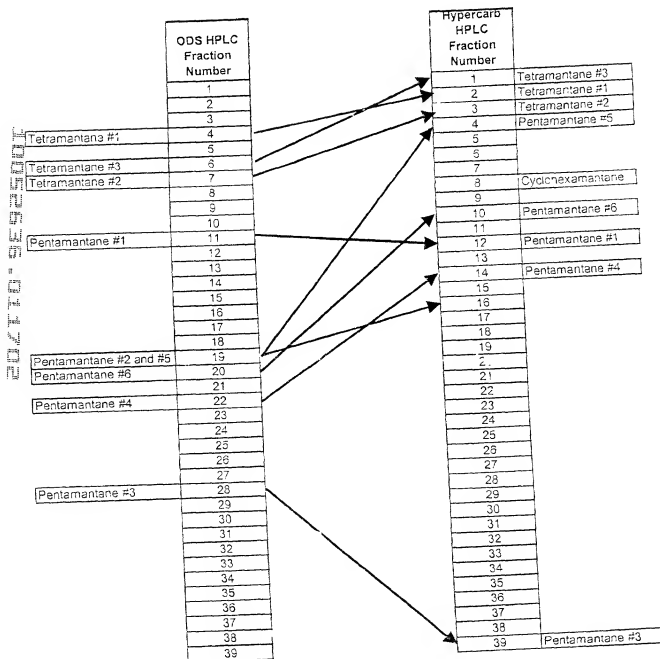 ODS HPLC
Fraction
Number
1
2
3
Tetramantane #1 4
5
Tetramantane #3 6
Tetramantane #2 7
8
9
10
Pentamantane #1 11
12
13
14
15
16
17
18
Pentamantane #2 and #5 19
Pentamantane #6 20
21
Pentamantane #4 22
23
24
25
26
27
Pentamantane #3 28
29
30
31
32
33
34
35
36
37
38
39
Hypercarb
HPLC
Fraction
Number
1 Tetramantane #3
2 Tetramantane #1
3 Tetramantane #2
4 Pentamantane #5
5
6
7
8 Cyclohexamantane
9
10 Pentamantane #6
11
12 Pentamantane #1
13
14 Pentamantane #4
15
16
17
18
19
21
22
23
24
25
26
27
28
29
30
31
32
33
34
35
36
37
38
39 Pentamantane #3